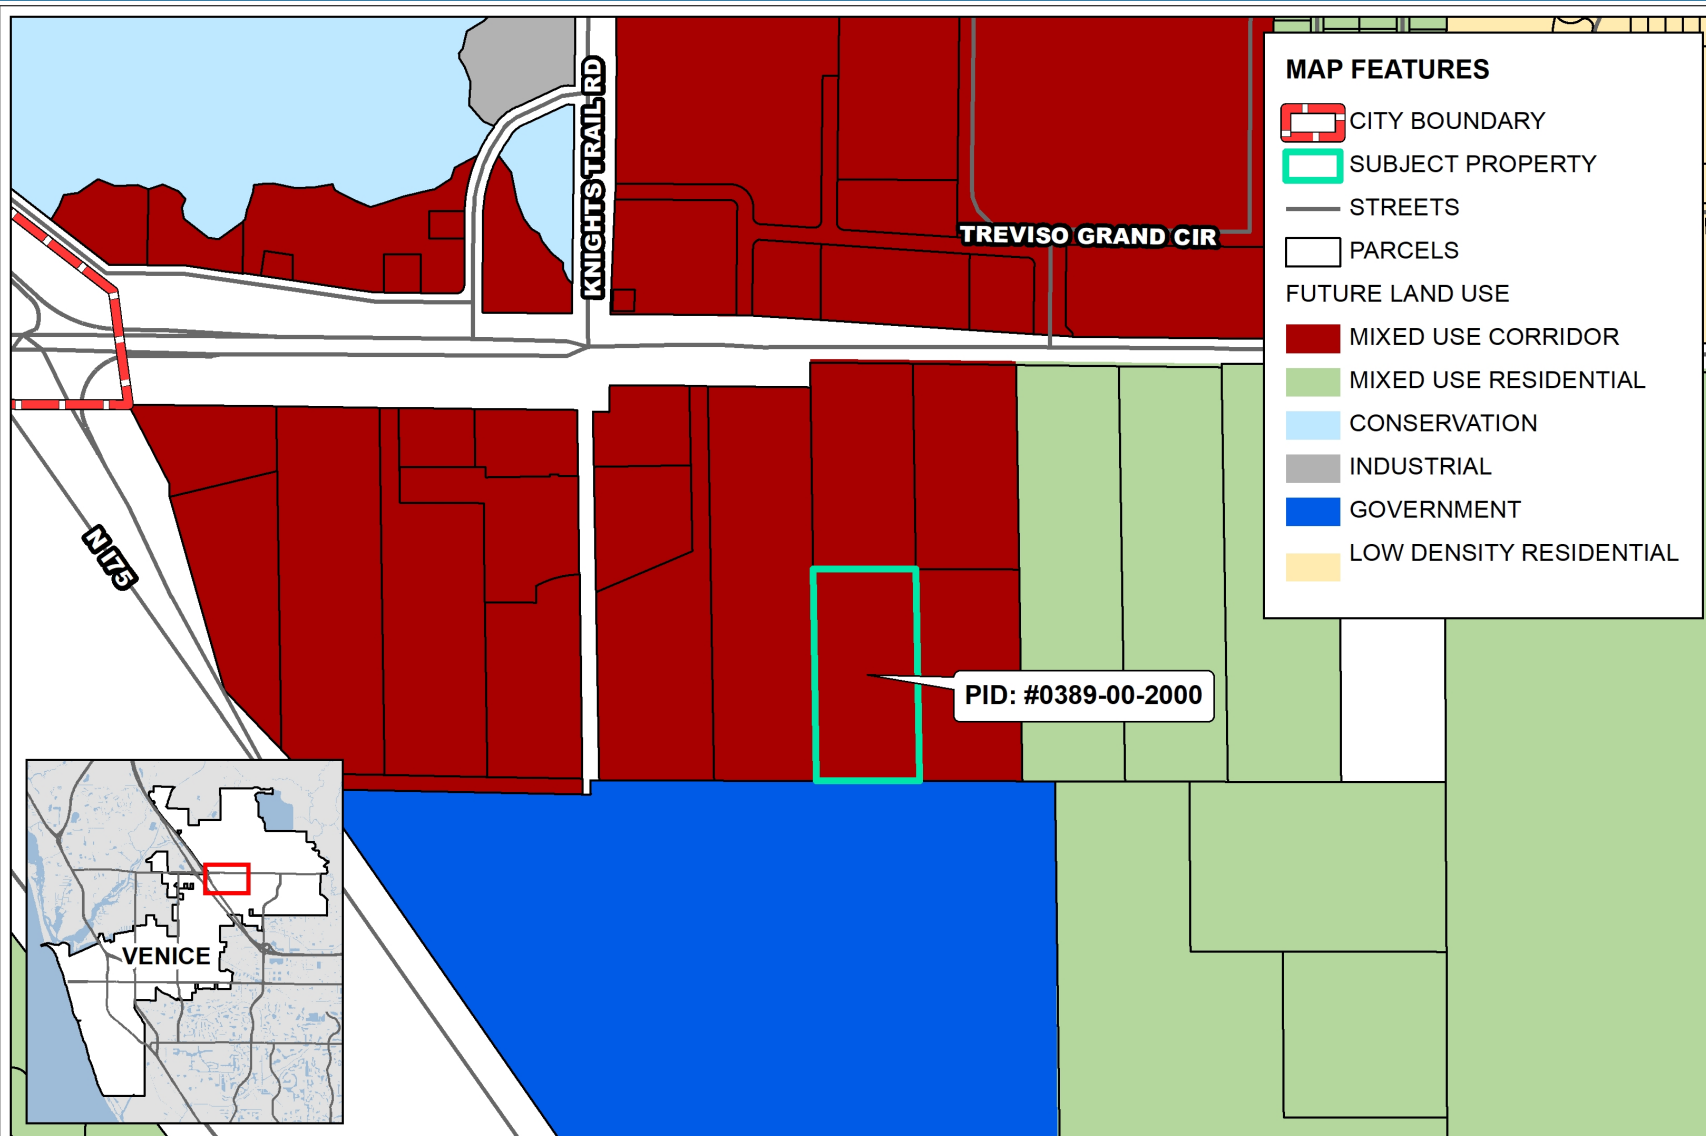 KNIGHTS TRAIL RD
TREVISO GRAND CIR
N I75
PID: #0389-00-2000
VENICE
MAP FEATURES
CITY BOUNDARY
SUBJECT PROPERTY
STREETS
PARCELS
FUTURE LAND USE
MIXED USE CORRIDOR
MIXED USE RESIDENTIAL
CONSERVATION
INDUSTRIAL
GOVERNMENT
LOW DENSITY RESIDENTIAL